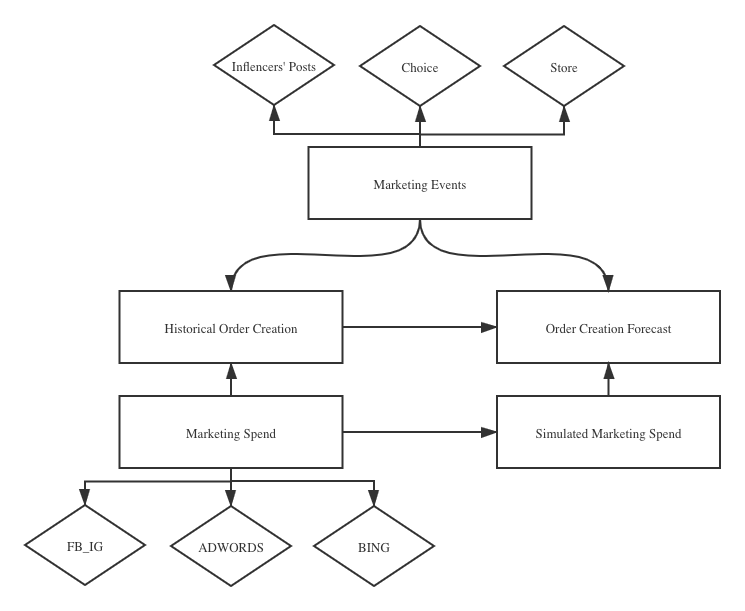 Inflencers' Posts
Choice
Store
Marketing Events
Historical Order Creation
Order Creation Forecast
Marketing Spend
Simulated Marketing Spend
FB_IG
ADWORDS
BING